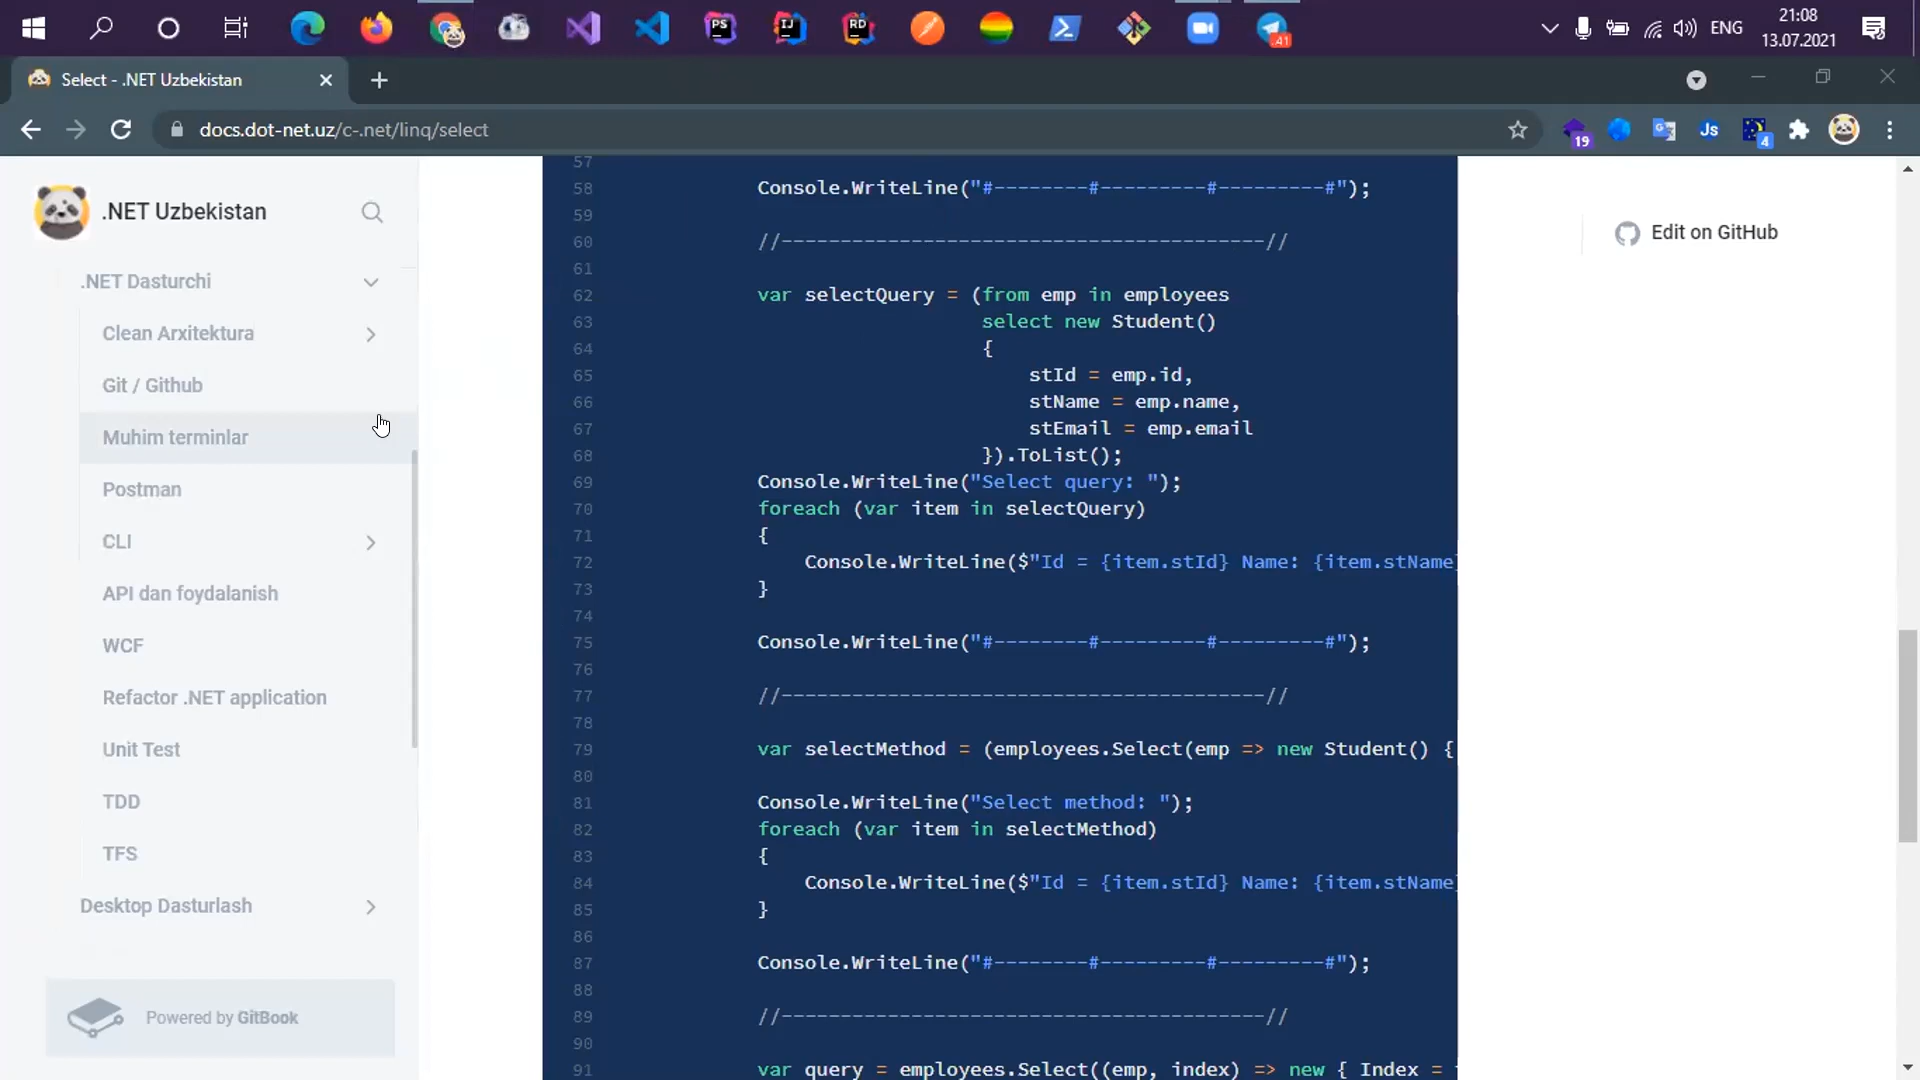 PS
IJ
RD
41
ENG
21:08
13.07.2021
Select - .NET Uzbekistan
docs.dot-net.uz/c-.net/linq/select
19
Js
4
.NET Uzbekistan
.NET Dasturchi
Clean Arxitektura
Git / Github
Muhim terminlar
Postman
CLI
API dan foydalanish
WCF
Refactor .NET application
Unit Test
TDD
TFS
Desktop Dasturlash
Powered by GitBook
57
58 Console.WriteLine("#--------#---------#---------#");
59
60 //-----------------------------------------//
61
62 var selectQuery = (from emp in employees
63 select new Student()
64 {
65 stId = emp.id,
66 stName = emp.name,
67 stEmail = emp.email
68 }).ToList();
69 Console.WriteLine("Select query: ");
70 foreach (var item in selectQuery)
71 {
72 Console.WriteLine($"Id = {item.stId} Name: {item.stName}
73 }
74
75 Console.WriteLine("#--------#---------#---------#");
76
77 //-----------------------------------------//
78
79 var selectMethod = (employees.Select(emp => new Student() {
80
81 Console.WriteLine("Select method: ");
82 foreach (var item in selectMethod)
83 {
84 Console.WriteLine($"Id = {item.stId} Name: {item.stName}
85 }
86
87 Console.WriteLine("#--------#---------#---------#");
88
89 //-----------------------------------------//
90
91 var query = employees.Select((emp, index) => new { Index =
Edit on GitHub